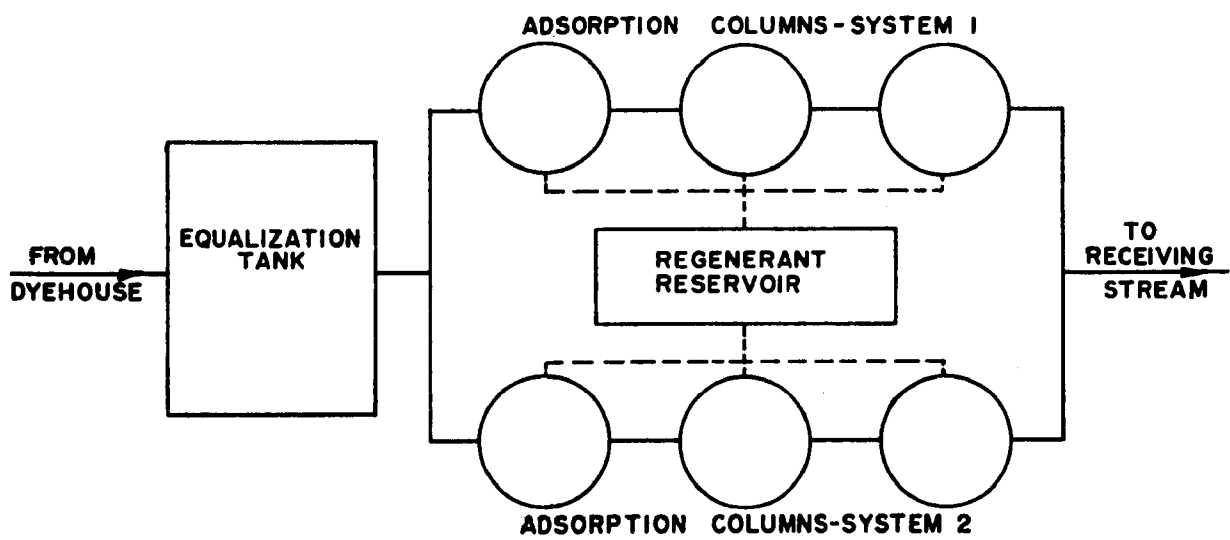 ADSORPTION COLUMNS-SYSTEM 1
EQUALIZATION
TANK
FROM
DYEHOUSE
REGENERANT
RESERVOIR
TO
RECEIVING
STREAM
ADSORPTION COLUMNS-SYSTEM 2